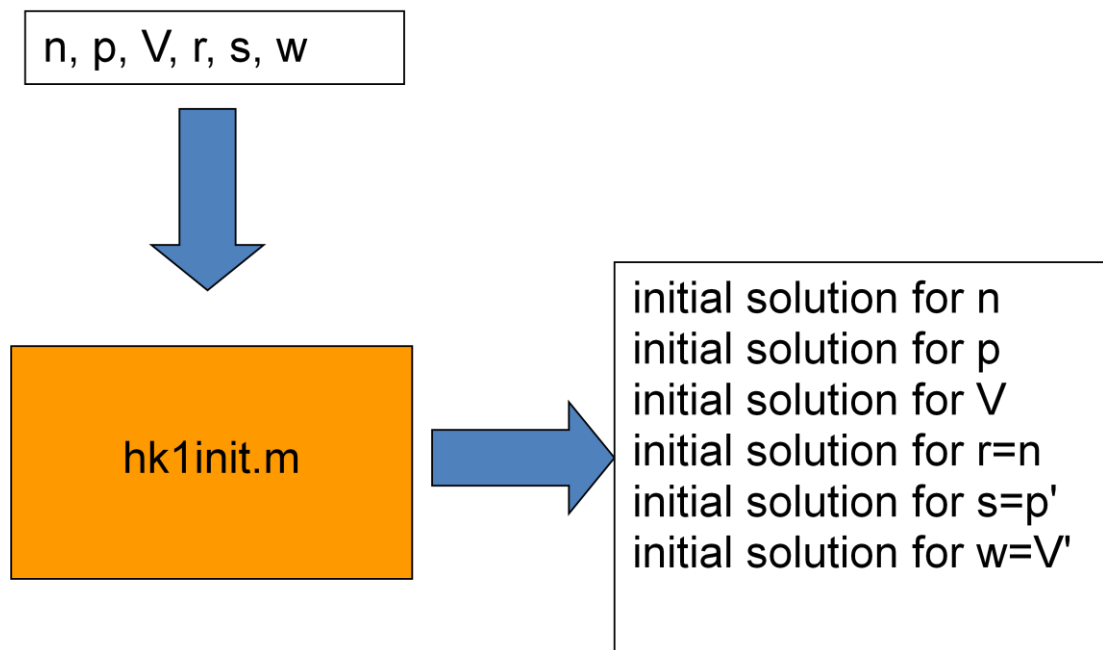 n, p, V, r, s, w
hk1init.m
initial solution for n
initial solution for p
initial solution for V
initial solution for r=n
initial solution for s=p'
initial solution for w=V'